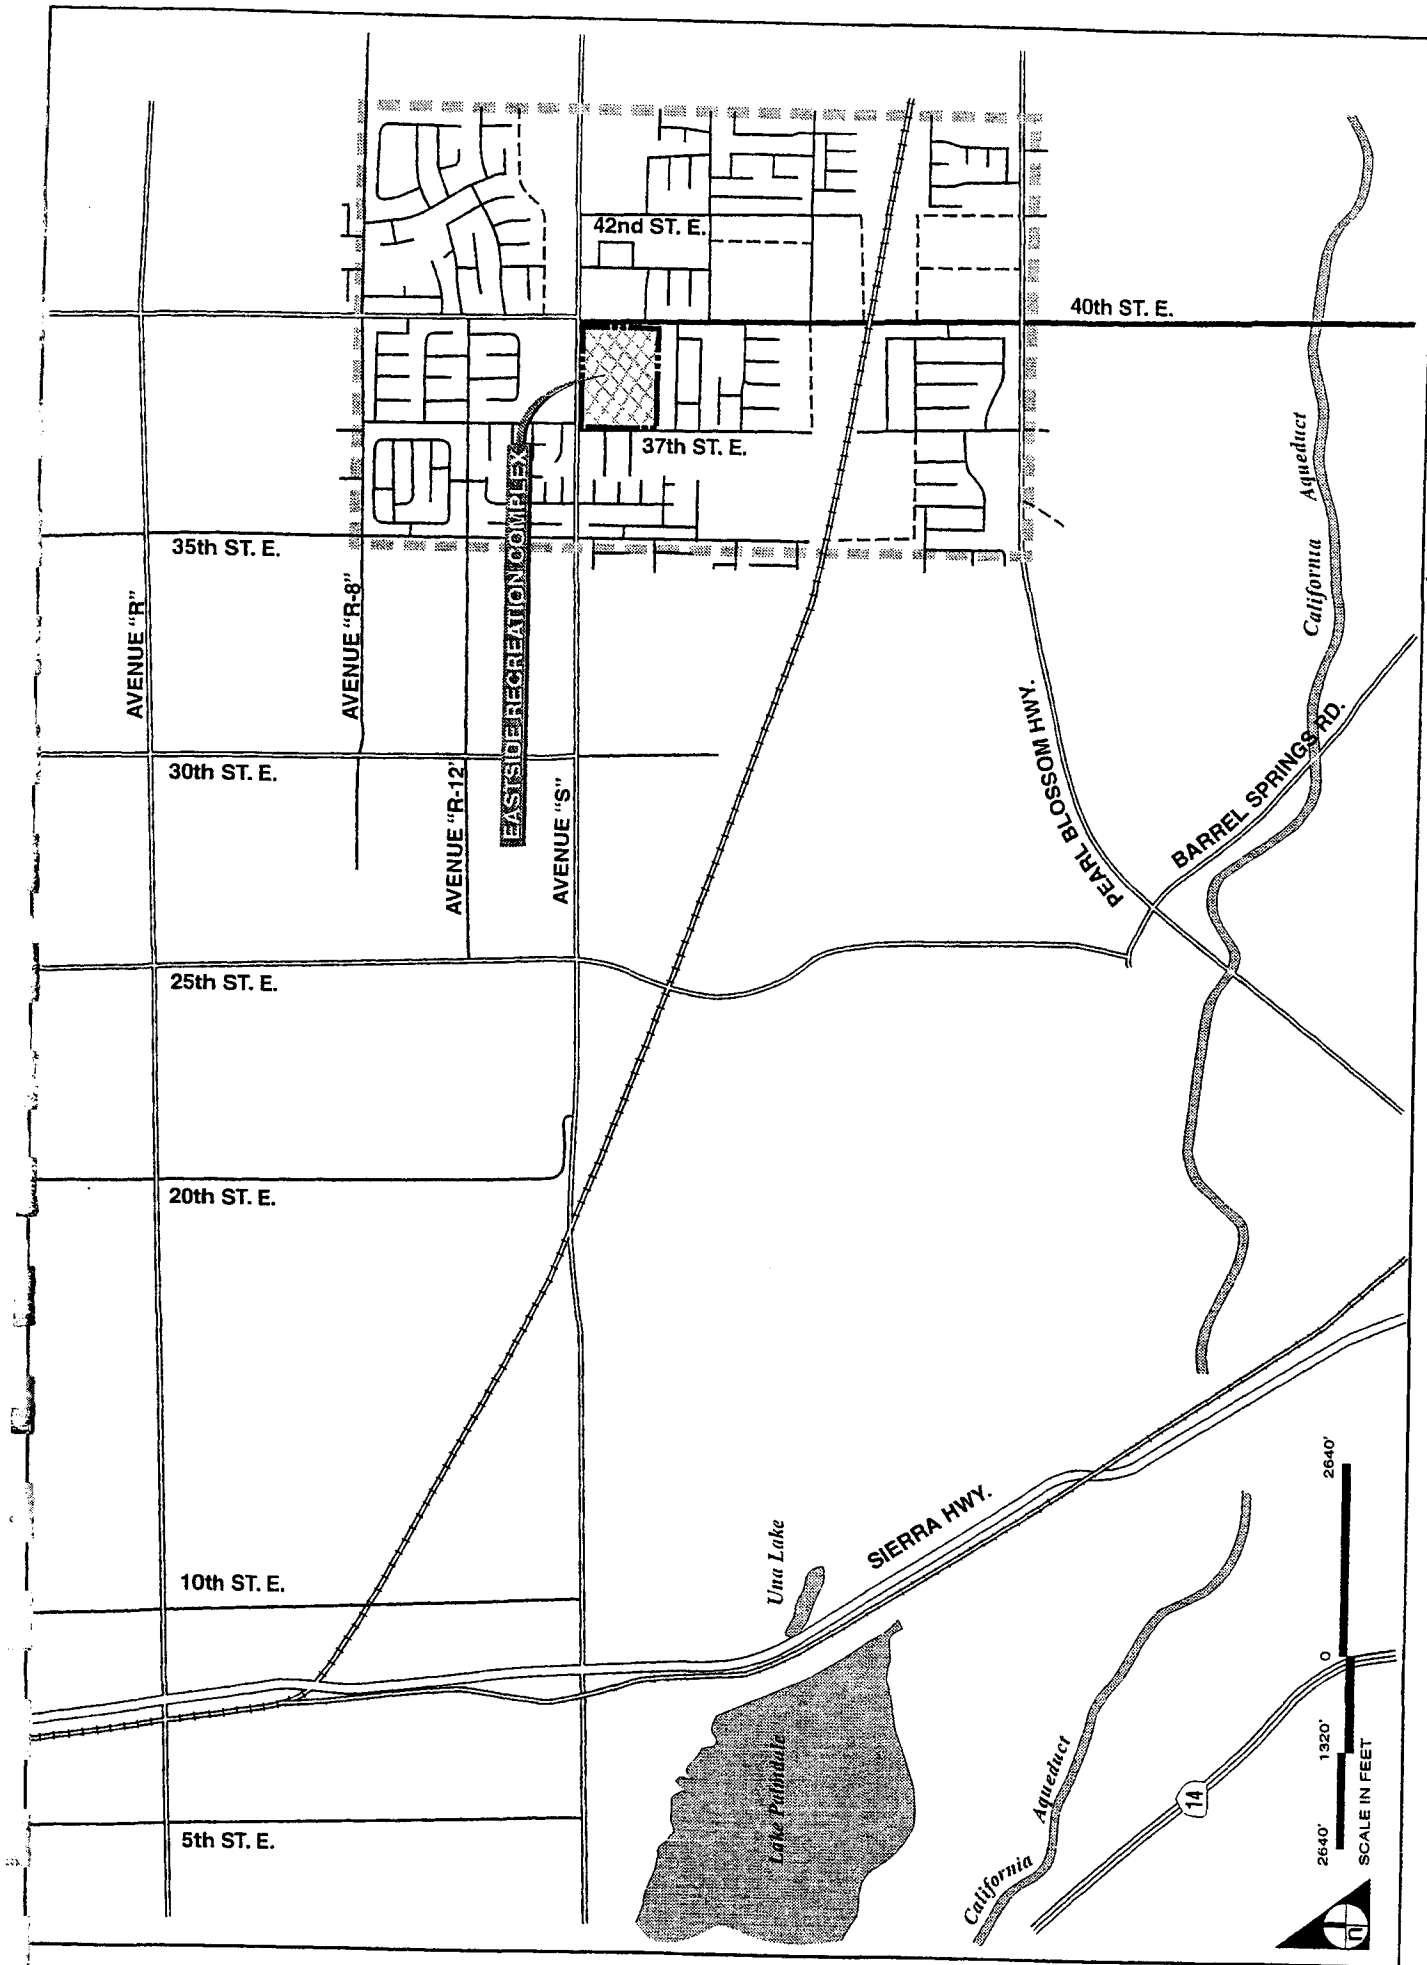 42nd ST. E.
40th ST. E.
37th ST. E.
35th ST. E.
30th ST. E.
25th ST. E.
20th ST. E.
10th ST. E.
5th ST. E.
AVENUE "R"
AVENUE "R-8"
AVENUE "R-12'
EASTSIDE RECREATION COMPLEX
AVENUE "S"
PEARL BLOSSOM HWY.
BARREL SPRINGS RD.
California Aqueduct
SIERRA HWY.
Una Lake
Lake Palmdale
California Aqueduct
14
2640' 1320' 0 2640'
SCALE IN FEET
n